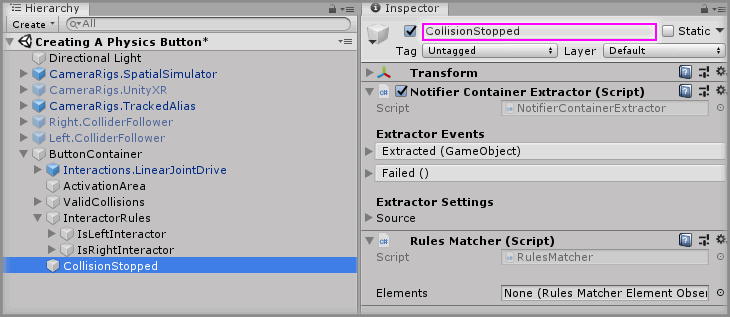 Hierarchy
Create
All
Creating A Physics Button*
Directional Light
CameraRigs.SpatialSimulator
CameraRigs.UnityXR
CameraRigs.TrackedAlias
Right.ColliderFollower
Left.ColliderFollower
ButtonContainer
Interactions.LinearJointDrive
ActivationArea
ValidCollisions
InteractorRules
IsLeftInteractor
IsRightInteractor
CollisionStopped
Inspector
CollisionStopped Static
Tag Untagged Layer Default
Transform
Notifier Container Extractor (Script)
Script NotifierContainerExtractor
Extractor Events
Extracted (GameObject)
Failed ()
Extractor Settings
Source
Rules Matcher (Script)
Script RulesMatcher
Elements None (Rules Matcher Element Obser